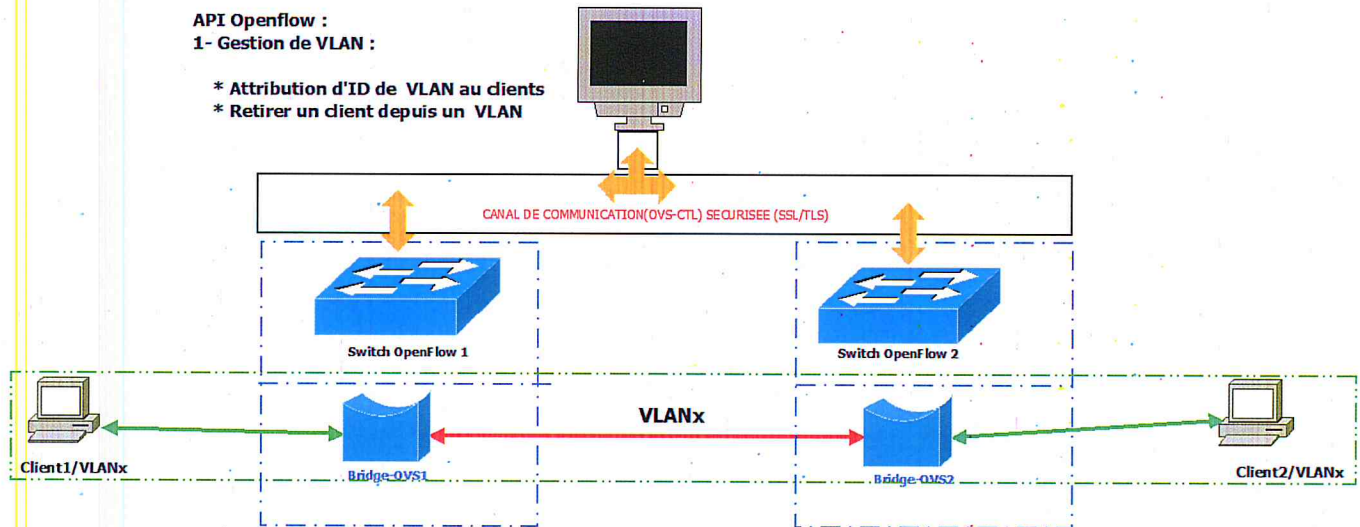 API Openflow :
1- Gestion de VLAN :
* Attribution d'ID de VLAN au clients
* Retirer un client depuis un VLAN
CANAL DE COMMUNICATION(OVS-CTL) SECURISEE (SSL/TLS)
Switch OpenFlow 1
Switch OpenFlow 2
VLANx
Client1/VLANx
Bridge-OVS1
Bridge-OVS2
Client2/VLANx